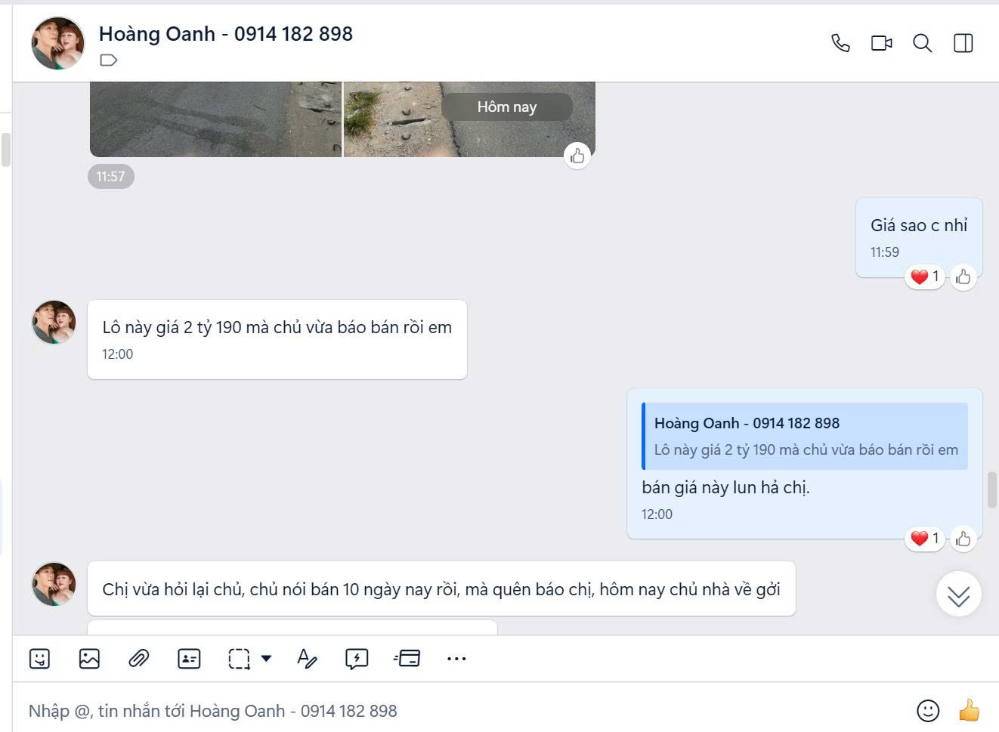 Hoàng Oanh - 0914 182 898
Hôm nay
11:57
Giá sao c nhỉ
11:59
1
Lô này giá 2 tỷ 190 mà chủ vừa báo bán rồi em
12:00
Hoàng Oanh - 0914 182 898
Lô này giá 2 tỷ 190 mà chủ vừa báo bán rồi em
bán giá này lun hả chị.
12:00
1
Chị vừa hỏi lại chủ, chủ nói bán 10 ngày nay rồi, mà quên báo chị, hôm nay chủ nhà về gởi
Nhập @, tin nhắn tới Hoàng Oanh - 0914 182 898